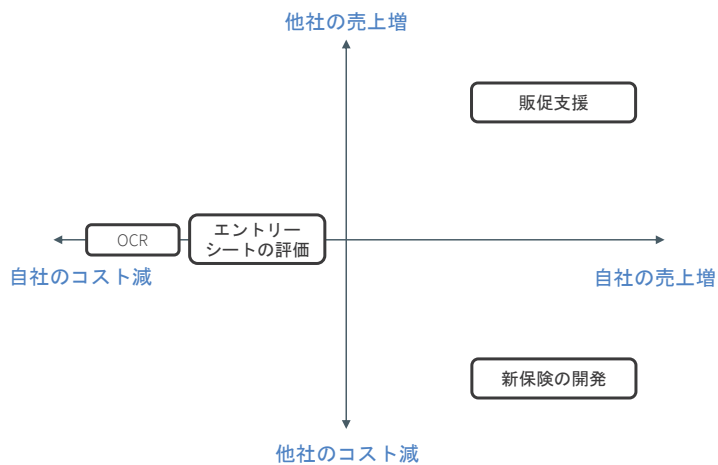 他社の売上増
販促支援
OCR
エントリー
シートの評価
自社のコスト減
自社の売上増
新保険の開発
他社のコスト減